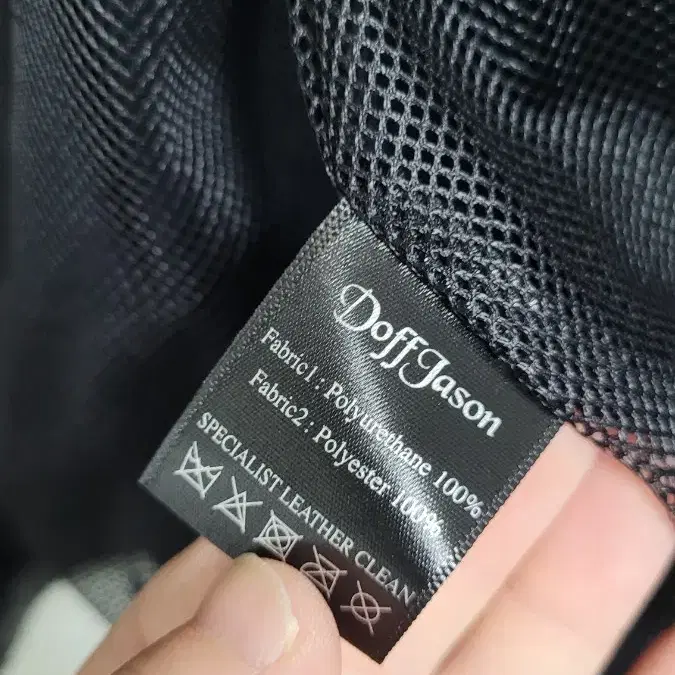 DoffJason
Fabric1 : Polyurethane 100%
Fabric2 : Polyester 100%
SPECIALIST LEATHER CLEAN